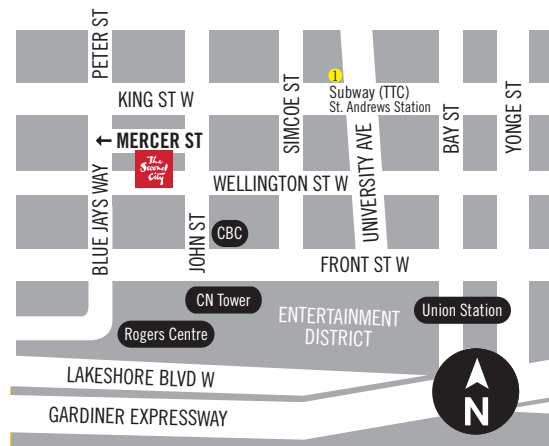 PETER ST
KING ST W
SIMCOE ST
1
Subway (TTC)
St. Andrews Station
UNIVERSITY AVE
BAY ST
YONGE ST
← MERCER ST
The
Second
City
WELLINGTON ST W
BLUE JAYS WAY
JOHN ST
CBC
FRONT ST W
CN Tower
ENTERTAINMENT
DISTRICT
Union Station
Rogers Centre
LAKESHORE BLVD W
GARDINER EXPRESSWAY
N